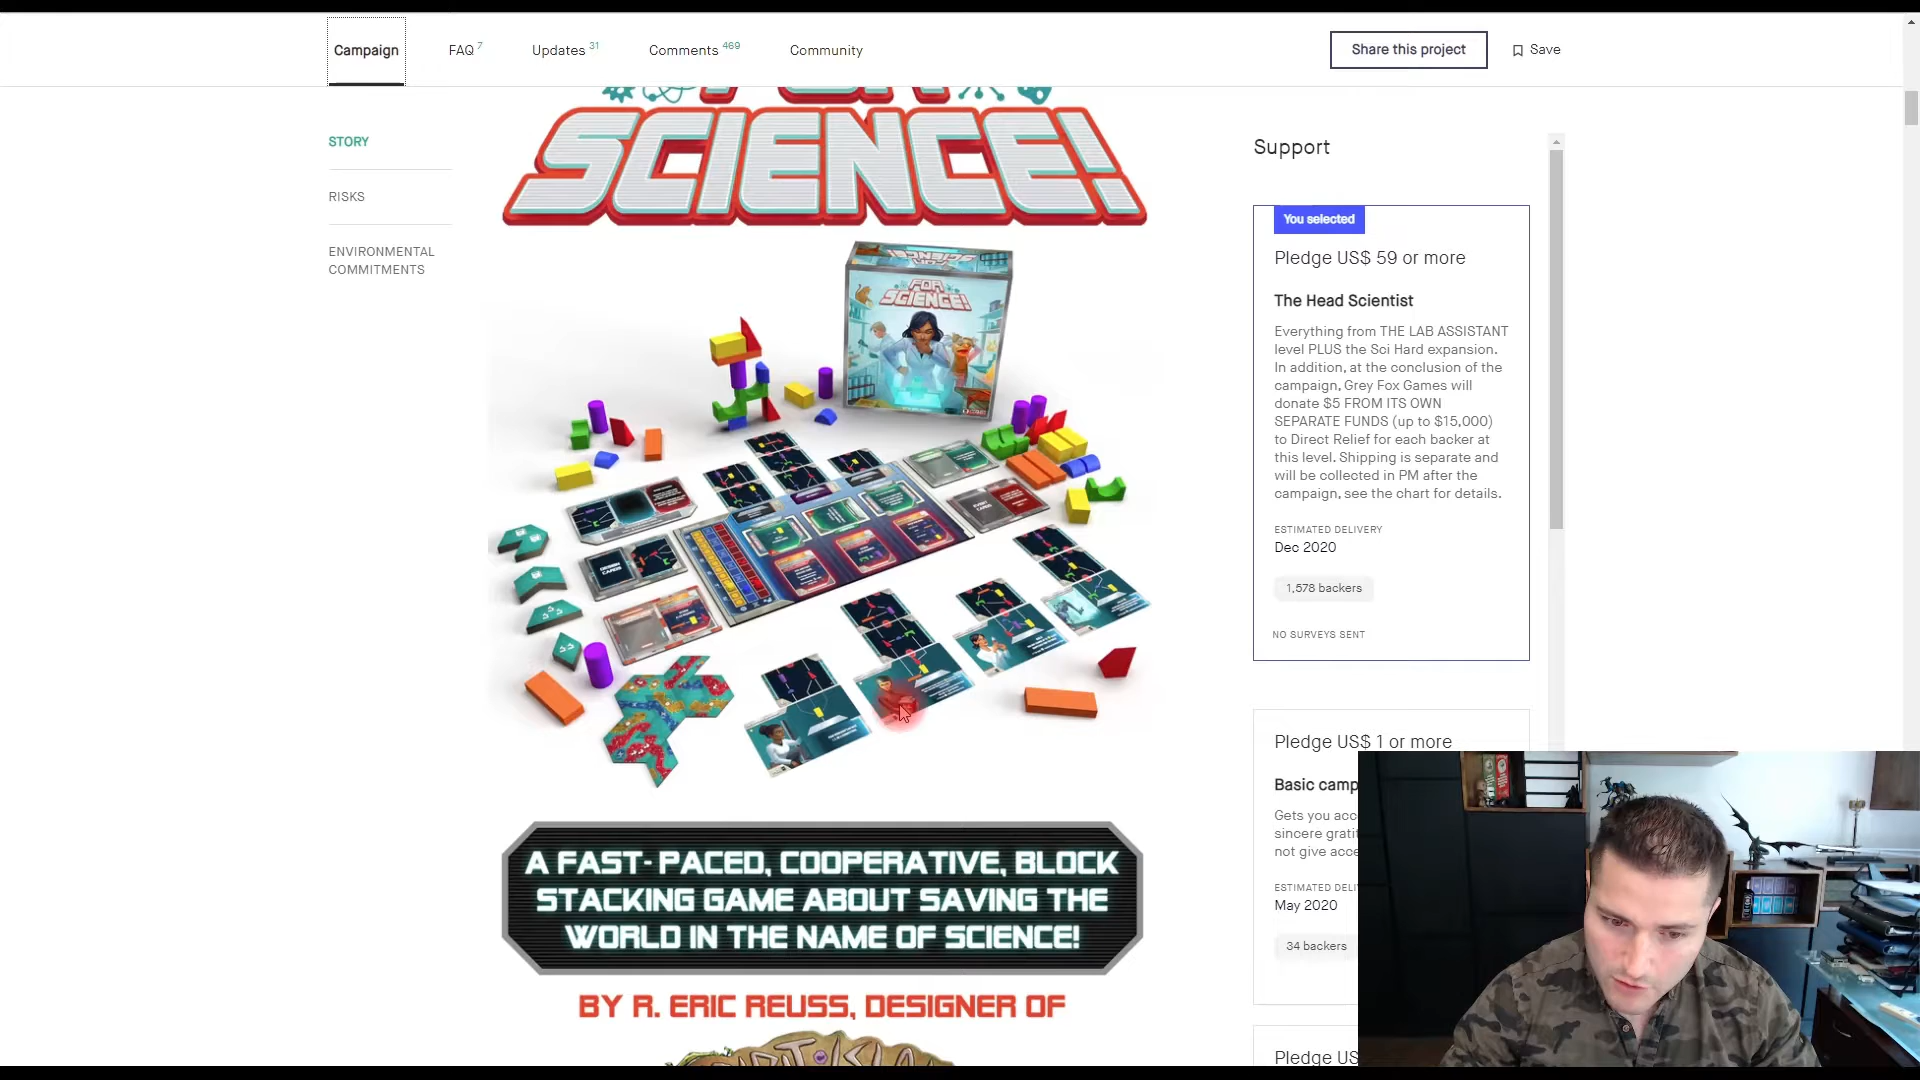 Campaign
FAQ 7
Updates 31
Comments 469
Community
Share this project
Save
STORY
RISKS
ENVIRONMENTAL
COMMITMENTS
SCIENCE!
FOR
SCIENCE!
A FAST-PACED, COOPERATIVE, BLOCK
STACKING GAME ABOUT SAVING THE
WORLD IN THE NAME OF SCIENCE!
BY R. ERIC REUSS, DESIGNER OF
Support
You selected
Pledge US$ 59 or more
The Head Scientist
Everything from THE LAB ASSISTANT
level PLUS the Sci Hard expansion.
In addition, at the conclusion of the
campaign, Grey Fox Games will
donate $5 FROM ITS OWN
SEPARATE FUNDS (up to $15,000)
to Direct Relief for each backer at
this level. Shipping is separate and
will be collected in PM after the
campaign, see the chart for details.
ESTIMATED DELIVERY
Dec 2020
1,578 backers
NO SURVEYS SENT
Pledge US$ 1 or more
Basic camp
Gets you acc
sincere grati
not give acce
ESTIMATED DELI
May 2020
34 backers
Pledge US